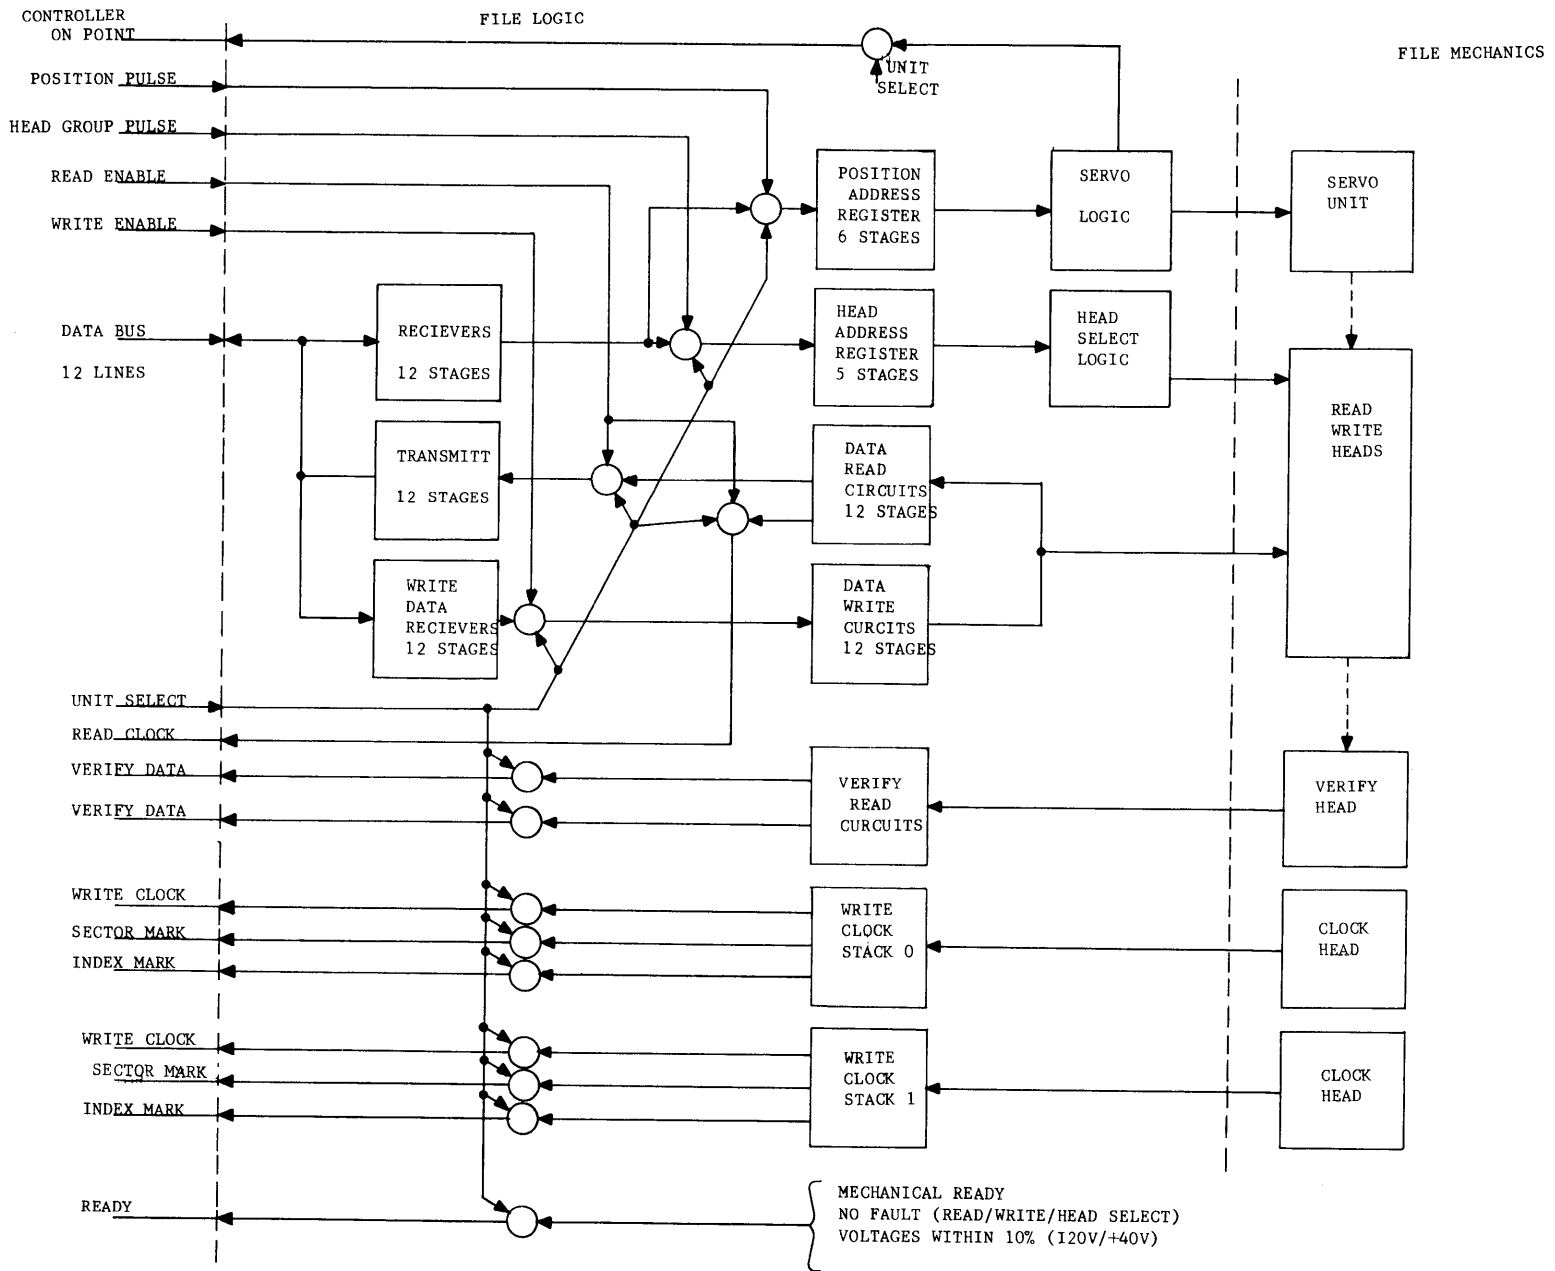 CONTROLLER
ON POINT
FILE LOGIC
FILE MECHANICS
UNIT
SELECT
POSITION PULSE
HEAD GROUP PULSE
READ ENABLE
WRITE ENABLE
POSITION
ADDRESS
REGISTER
6 STAGES
SERVO
LOGIC
SERVO
UNIT
DATA BUS
12 LINES
RECIEVERS
12 STAGES
HEAD
ADDRESS
REGISTER
5 STAGES
HEAD
SELECT
LOGIC
READ
WRITE
HEADS
TRANSMITT
12 STAGES
DATA
READ
CIRCUITS
12 STAGES
WRITE
DATA
RECIEVERS
12 STAGES
DATA
WRITE
CURCITS
12 STAGES
UNIT SELECT
READ CLOCK
VERIFY DATA
VERIFY DATA
VERIFY
READ
CURCUITS
VERIFY
HEAD
WRITE CLOCK
SECTOR MARK
INDEX MARK
WRITE
CLOCK
STACK 0
CLOCK
HEAD
WRITE CLOCK
SECTOR MARK
INDEX MARK
WRITE
CLOCK
STACK 1
CLOCK
HEAD
READY
MECHANICAL READY
NO FAULT (READ/WRITE/HEAD SELECT)
VOLTAGES WITHIN 10% (I20V/+40V)